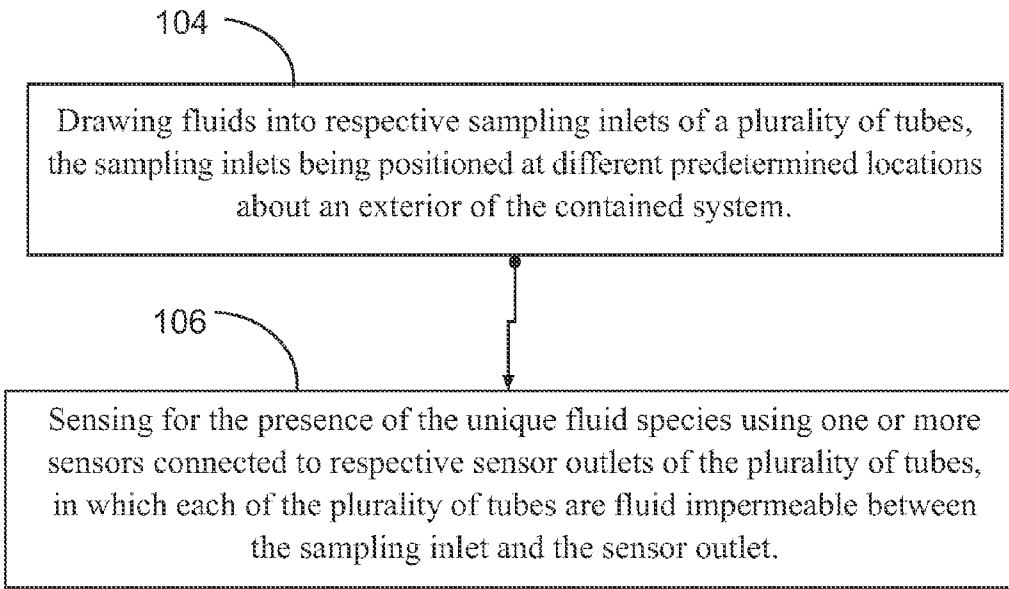 104
Drawing fluids into respective sampling inlets of a plurality of tubes,
the sampling inlets being positioned at different predetermined locations
about an exterior of the contained system.
106
Sensing for the presence of the unique fluid species using one or more
sensors connected to respective sensor outlets of the plurality of tubes,
in which each of the plurality of tubes are fluid impermeable between
the sampling inlet and the sensor outlet.